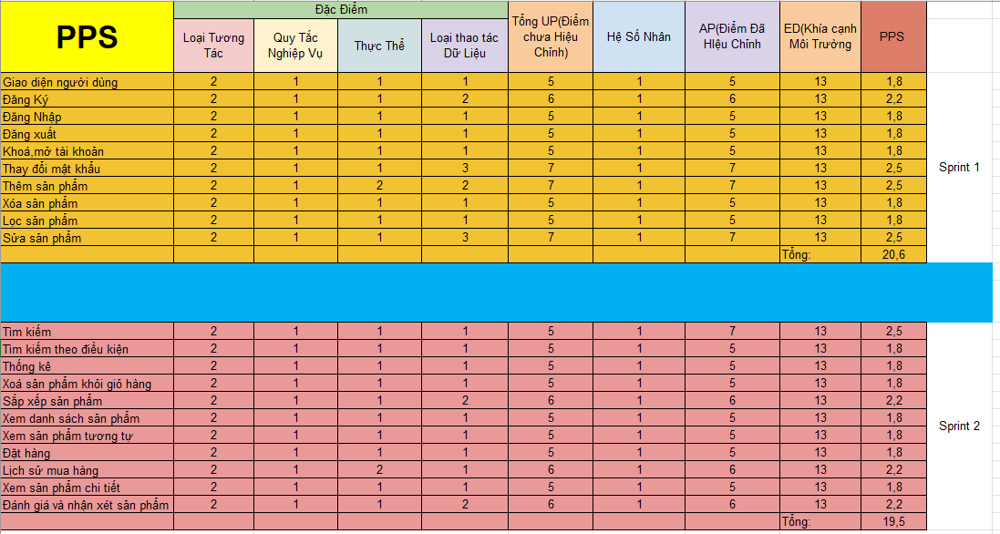 PPS
Đặc Điểm
Loại Tương
Tác
Quy Tắc
Nghiệp Vụ
Thực Thể
Loại thao tác
Dữ Liệu
Tổng UP(Điểm
chưa Hiệu
Chỉnh)
Hệ Số Nhân
AP(Điểm Đã
HIệu Chỉnh
ED(Khía cạnh
Môi Trường
PPS
Giao diện người dùng 2 1 1 1 5 1 5 13 1,8
Đăng Ký 2 1 1 2 6 1 6 13 2,2
Đăng Nhập 2 1 1 1 5 1 5 13 1,8
Đăng xuất 2 1 1 1 5 1 5 13 1,8
Khoá,mở tài khoản 2 1 1 1 5 1 5 13 1,8
Thay đổi mật khẩu 2 1 1 3 7 1 7 13 2,5
Thêm sản phẩm 2 1 2 2 7 1 7 13 2,5
Xóa sản phẩm 2 1 1 1 5 1 5 13 1,8
Lọc sản phẩm 2 1 1 1 5 1 5 13 1,8
Sửa sản phẩm 2 1 1 3 7 1 7 13 2,5
Tổng: 20,6
Sprint 1
Tìm kiếm 2 1 1 1 5 1 7 13 2,5
Tìm kiếm theo điều kiện 2 1 1 1 5 1 5 13 1,8
Thống kê 2 1 1 1 5 1 5 13 1,8
Xoá sản phẩm khỏi giỏ hàng 2 1 1 1 5 1 5 13 1,8
Sắp xếp sản phẩm 2 1 1 2 6 1 6 13 2,2
Xem danh sách sản phẩm 2 1 1 1 5 1 5 13 1,8
Xem sản phẩm tương tự 2 1 1 1 5 1 5 13 1,8
Đặt hàng 2 1 1 1 5 1 5 13 1,8
Lịch sử mua hàng 2 1 2 1 6 1 6 13 2,2
Xem sản phẩm chi tiết 2 1 1 1 5 1 5 13 1,8
Đánh giá và nhận xét sản phẩm 2 1 1 2 6 1 6 13 2,2
Tổng: 19,5
Sprint 2